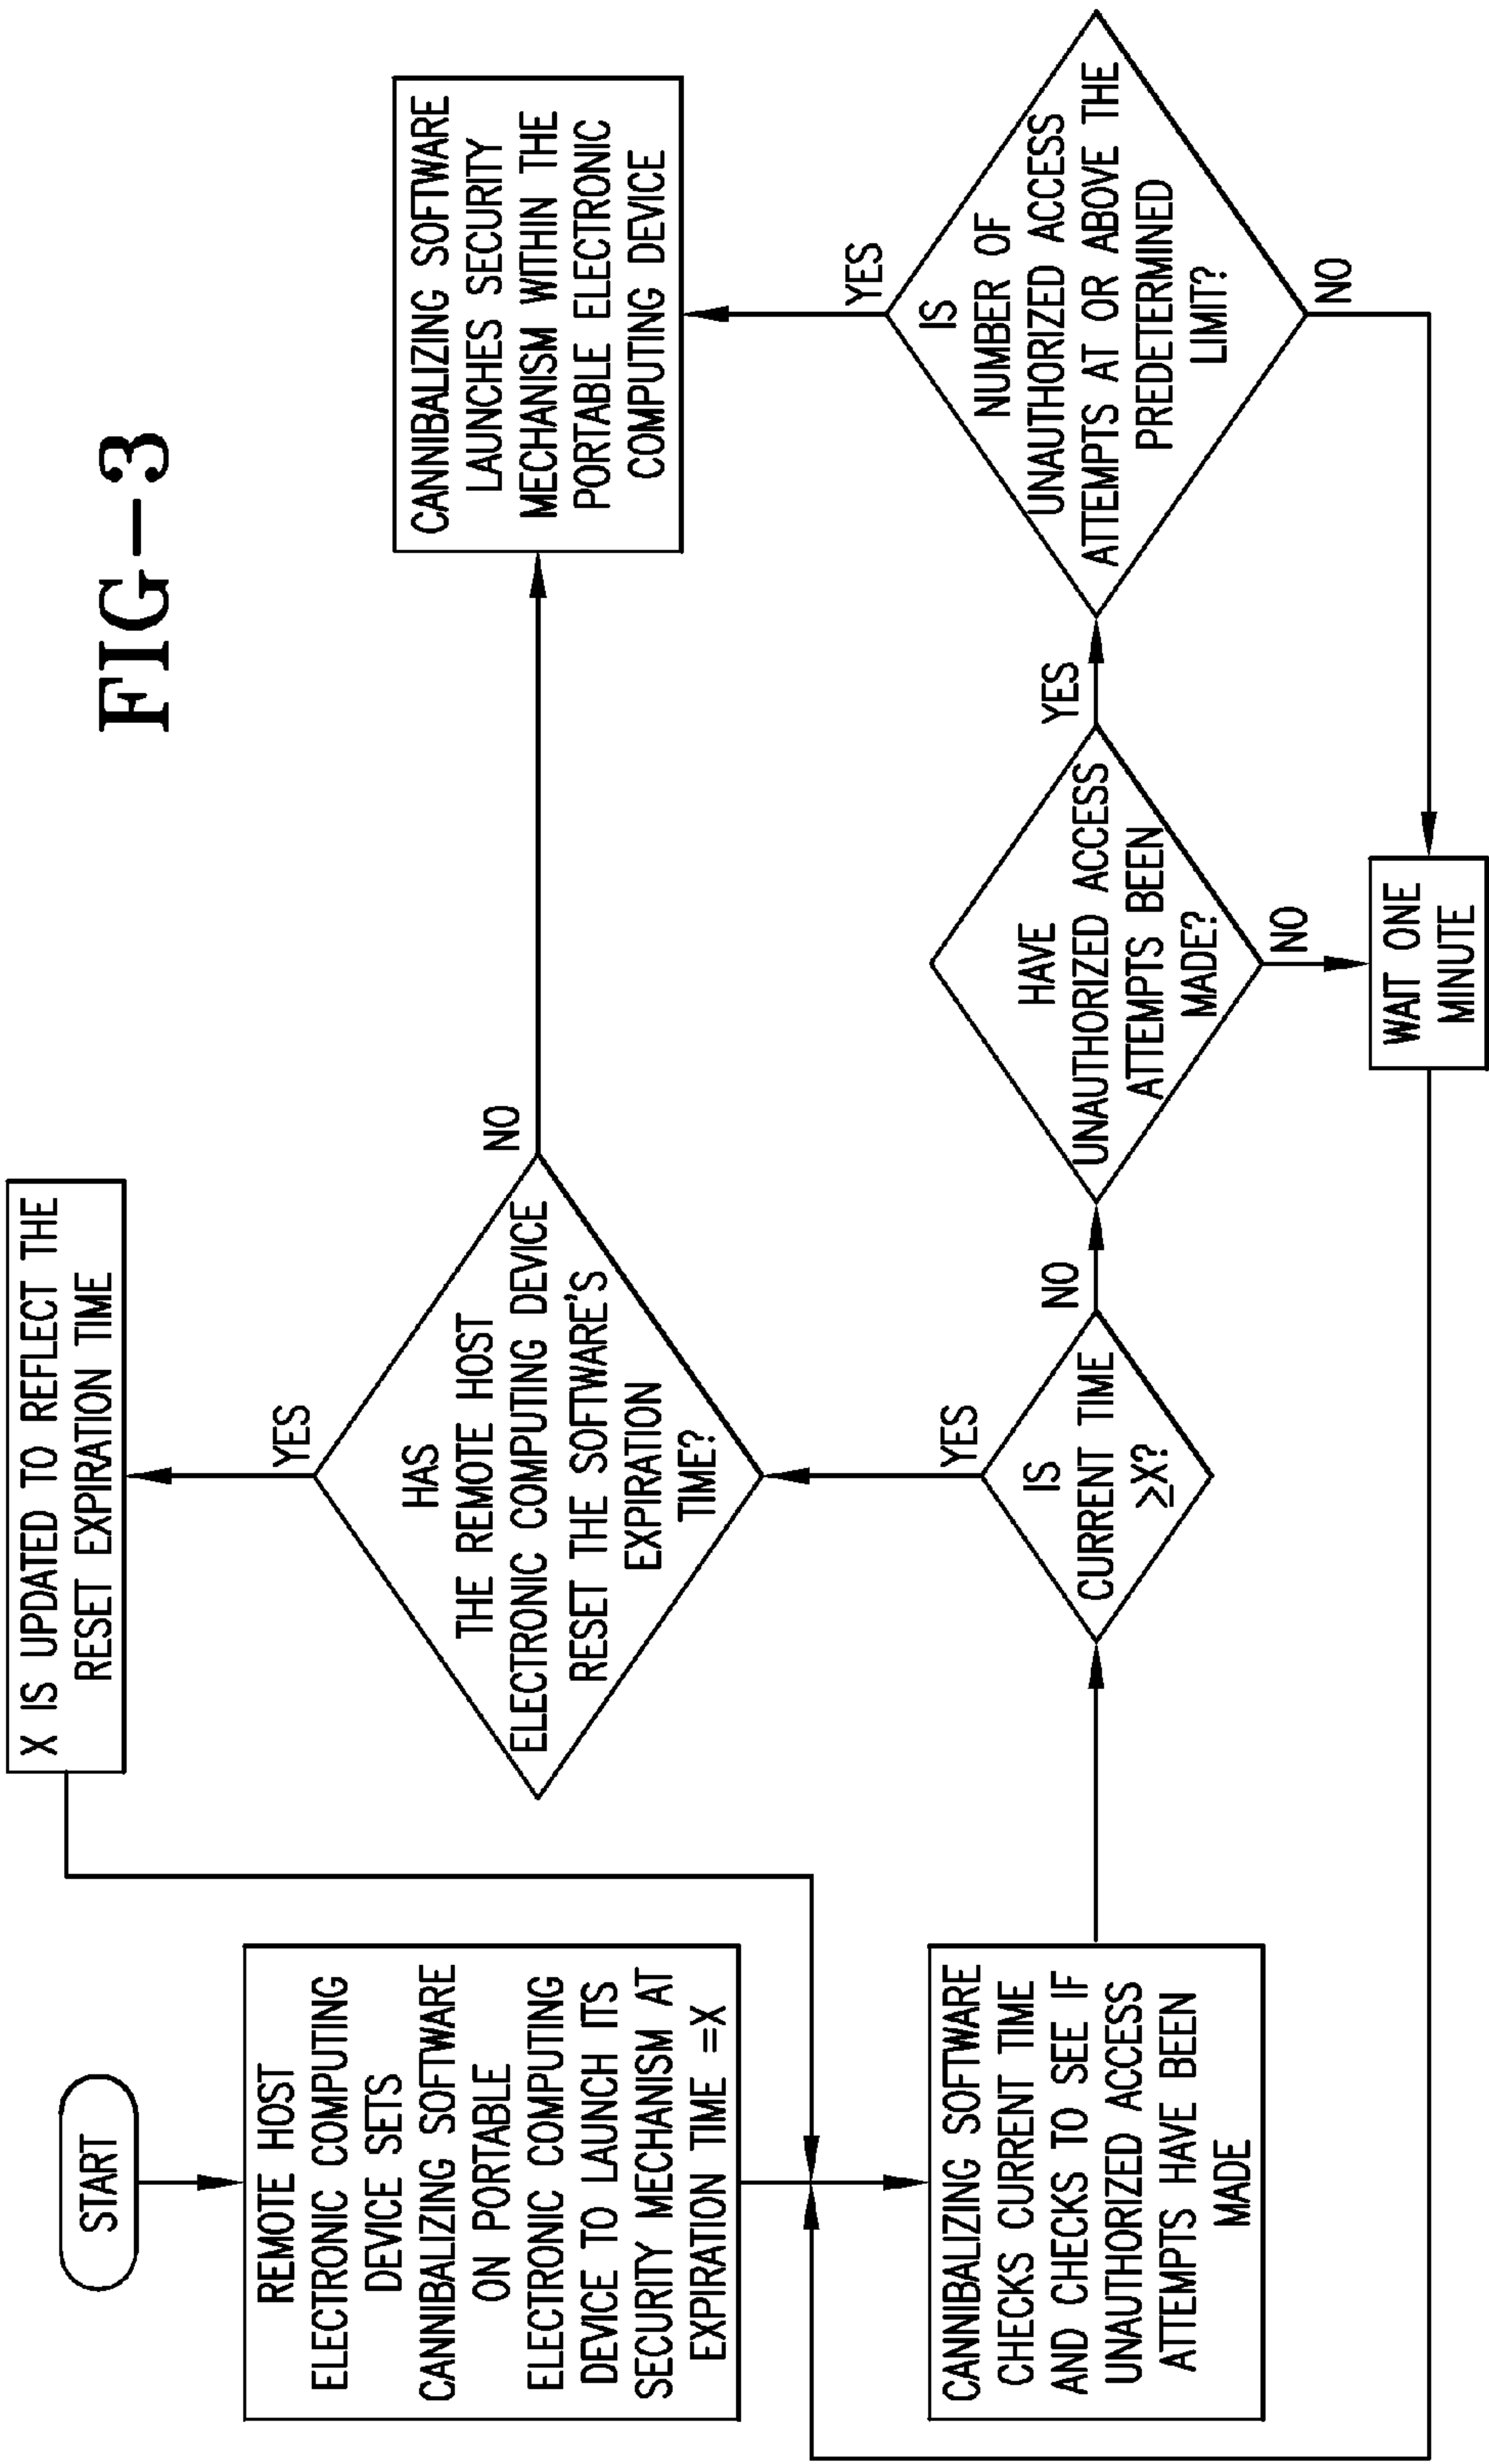 FIG-3
START
REMOTE HOST
ELECTRONIC COMPUTING
DEVICE SETS
CANNIBALIZING SOFTWARE
ON PORTABLE
ELECTRONIC COMPUTING
DEVICE TO LAUNCH ITS
SECURITY MECHANISM AT
EXPIRATION TIME =X
X IS UPDATED TO REFLECT THE
RESET EXPIRATION TIME
YES
HAS
THE REMOTE HOST
ELECTRONIC COMPUTING DEVICE
RESET THE SOFTWARE'S
EXPIRATION
TIME?
NO
CANNIBALIZING SOFTWARE
LAUNCHES SECURITY
MECHANISM WITHIN THE
PORTABLE ELECTRONIC
COMPUTING DEVICE
CANNIBALIZING SOFTWARE
CHECKS CURRENT TIME
AND CHECKS TO SEE IF
UNAUTHORIZED ACCESS
ATTEMPTS HAVE BEEN
MADE
YES
IS
CURRENT TIME
≥X?
NO
HAVE
UNAUTHORIZED ACCESS
ATTEMPTS BEEN
MADE?
YES
NO
YES
IS
NUMBER OF
UNAUTHORIZED ACCESS
ATTEMPTS AT OR ABOVE THE
PREDETERMINED
LIMIT?
NO
WAIT ONE
MINUTE